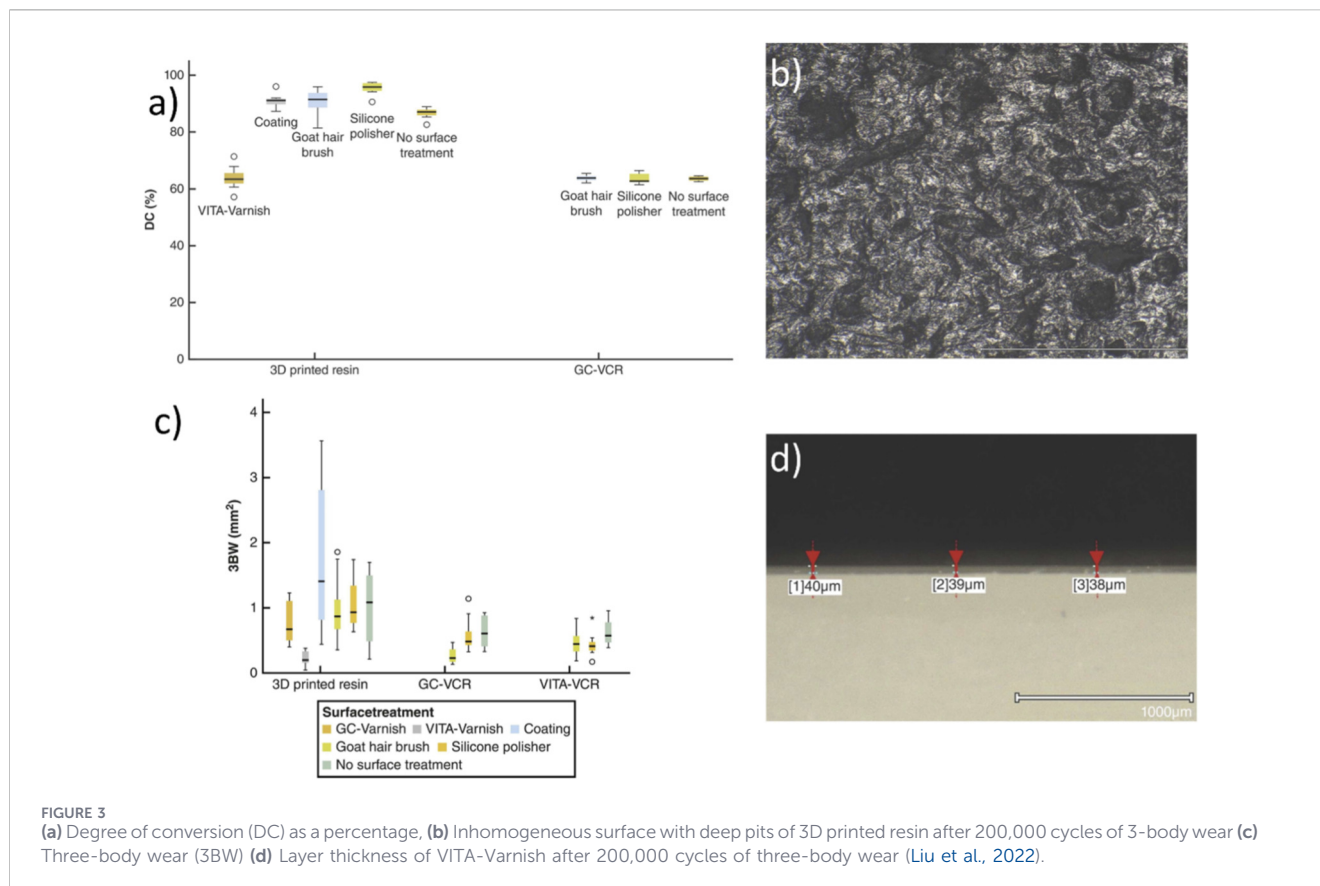 a)
DC (%)
100
80
60
40
20
0
VITA-Varnish
Coating
Goat hair
brush
Silicone
polisher
No surface
treatment
Goat hair
brush
Silicone
polisher
No surface
treatment
3D printed resin
GC-VCR
b)
c)
3BW (mm²)
4
3
2
1
0
3D printed resin
GC-VCR
VITA-VCR
Surfacetreatment
GC-Varnish VITA-Varnish Coating
Goat hair brush Silicone polisher
No surface treatment
d)
[1]40µm
[2]39µm
[3]38µm
1000µm
FIGURE 3
(a) Degree of conversion (DC) as a percentage, (b) Inhomogeneous surface with deep pits of 3D printed resin after 200,000 cycles of 3-body wear (c)
Three-body wear (3BW) (d) Layer thickness of VITA-Varnish after 200,000 cycles of three-body wear (Liu et al., 2022).